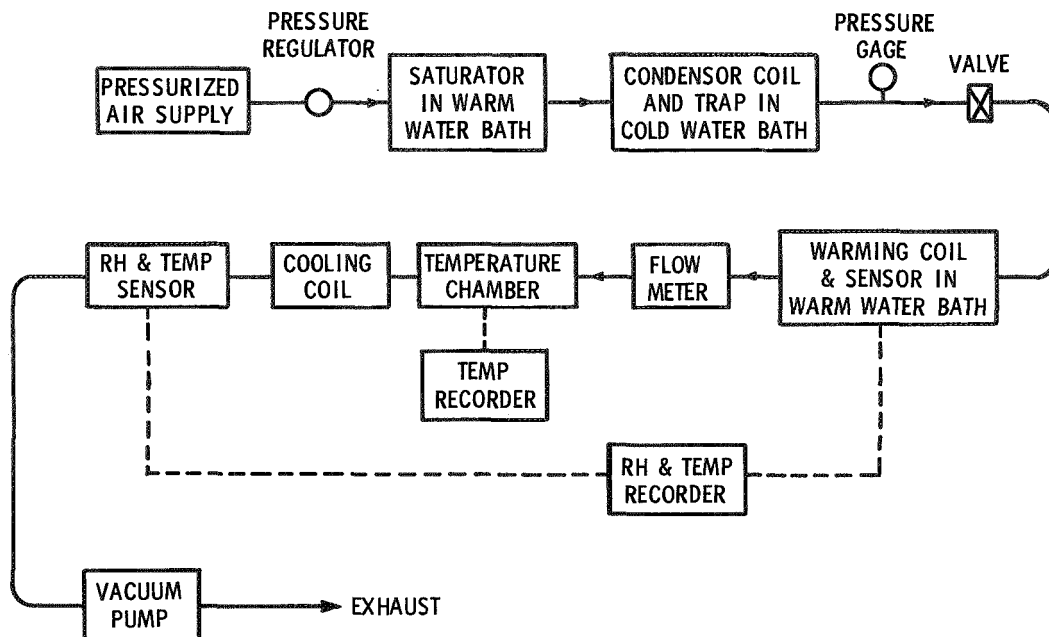 PRESSURE
REGULATOR
PRESSURIZED
AIR SUPPLY
SATURATOR
IN WARM
WATER BATH
CONDENSOR COIL
AND TRAP IN
COLD WATER BATH
PRESSURE
GAGE
VALVE
RH & TEMP
SENSOR
COOLING
COIL
TEMPERATURE
CHAMBER
FLOW
METER
WARMING COIL
& SENSOR IN
WARM WATER BATH
TEMP
RECORDER
RH & TEMP
RECORDER
VACUUM
PUMP
EXHAUST